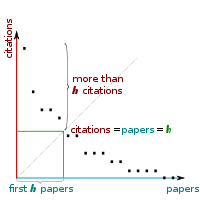 citations
more than
h citations
citations = papers = h
first h papers
papers